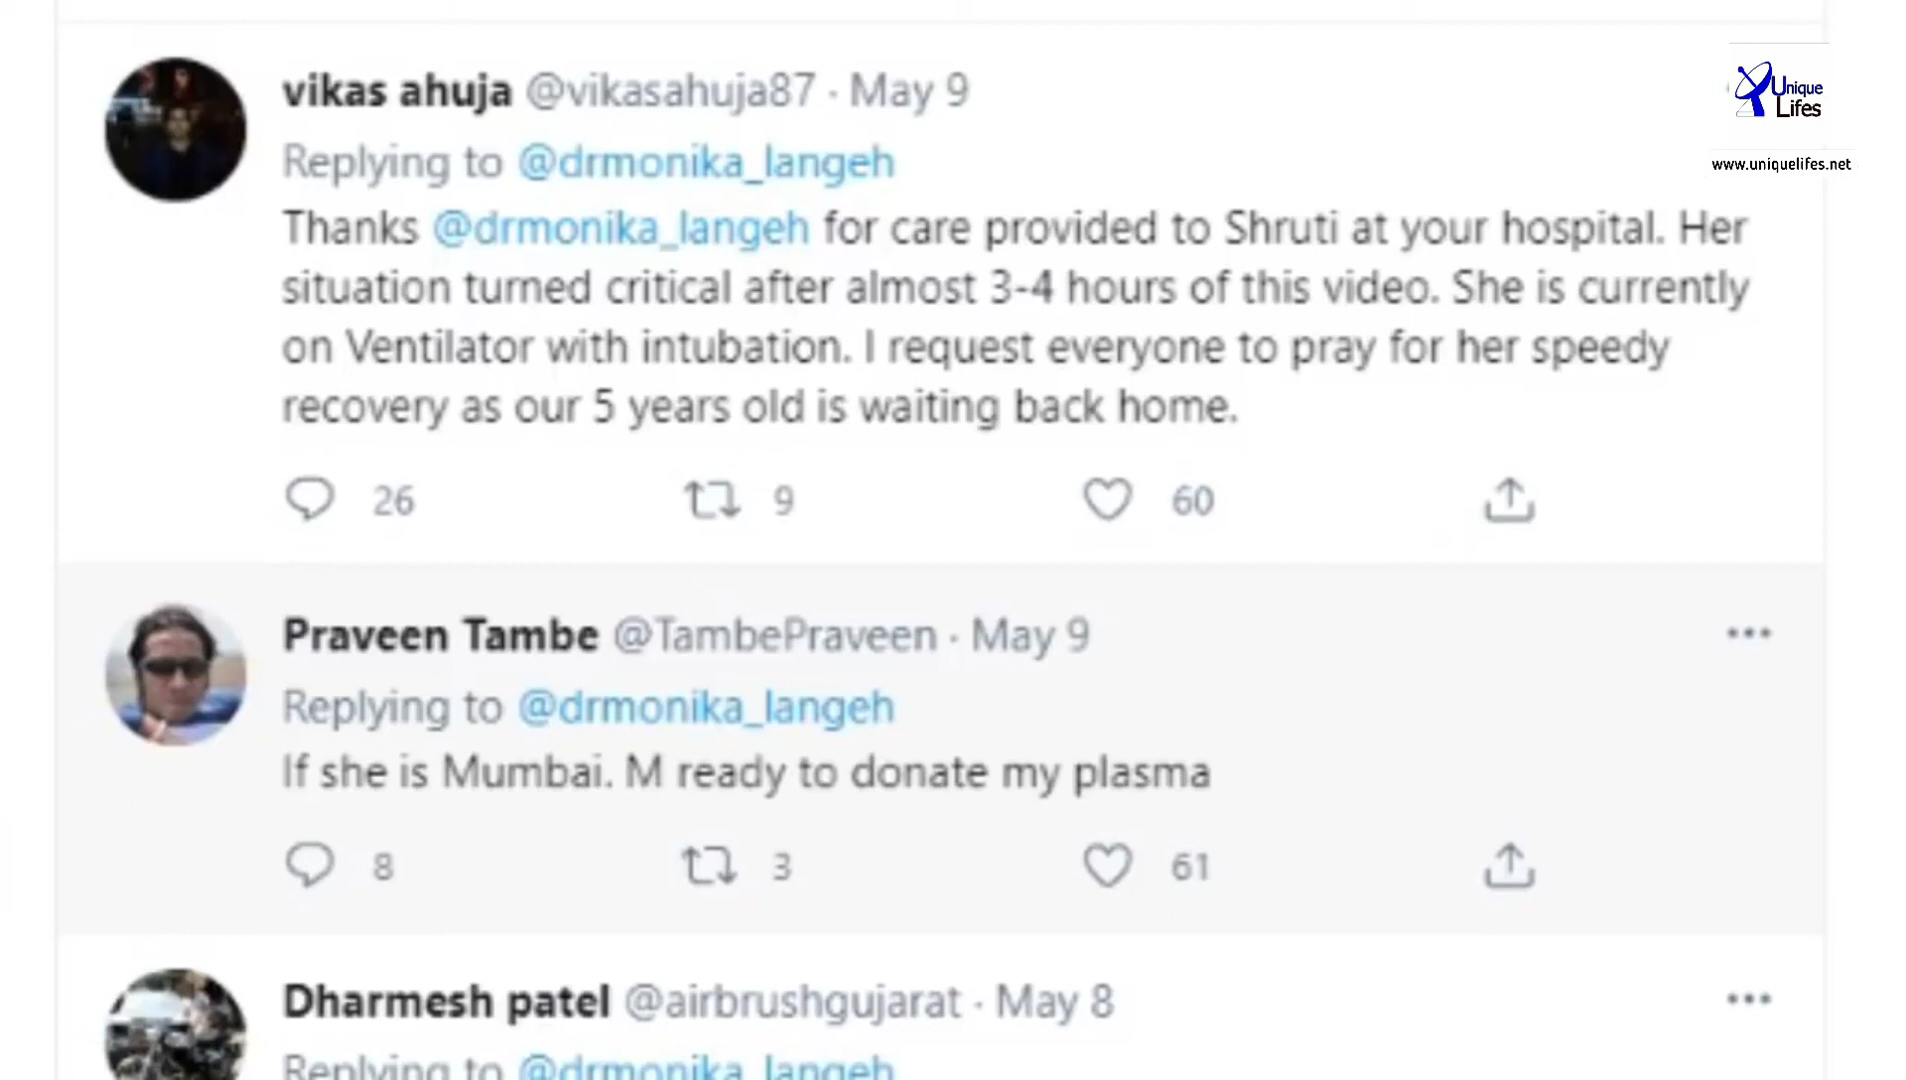 vikas ahuja @vikasahuja87 · May 9
Replying to @drmonika_langeh
Thanks @drmonika_langeh for care provided to Shruti at your hospital. Her
situation turned critical after almost 3-4 hours of this video. She is currently
on Ventilator with intubation. I request everyone to pray for her speedy
recovery as our 5 years old is waiting back home.
26 9 60
Unique
Lifes
www.uniquelifes.net
Praveen Tambe @TambePraveen · May 9
Replying to @drmonika_langeh
If she is Mumbai. M ready to donate my plasma
8 3 61
Dharmesh patel @airbrushgujarat · May 8
Replying to @drmonika_langeh